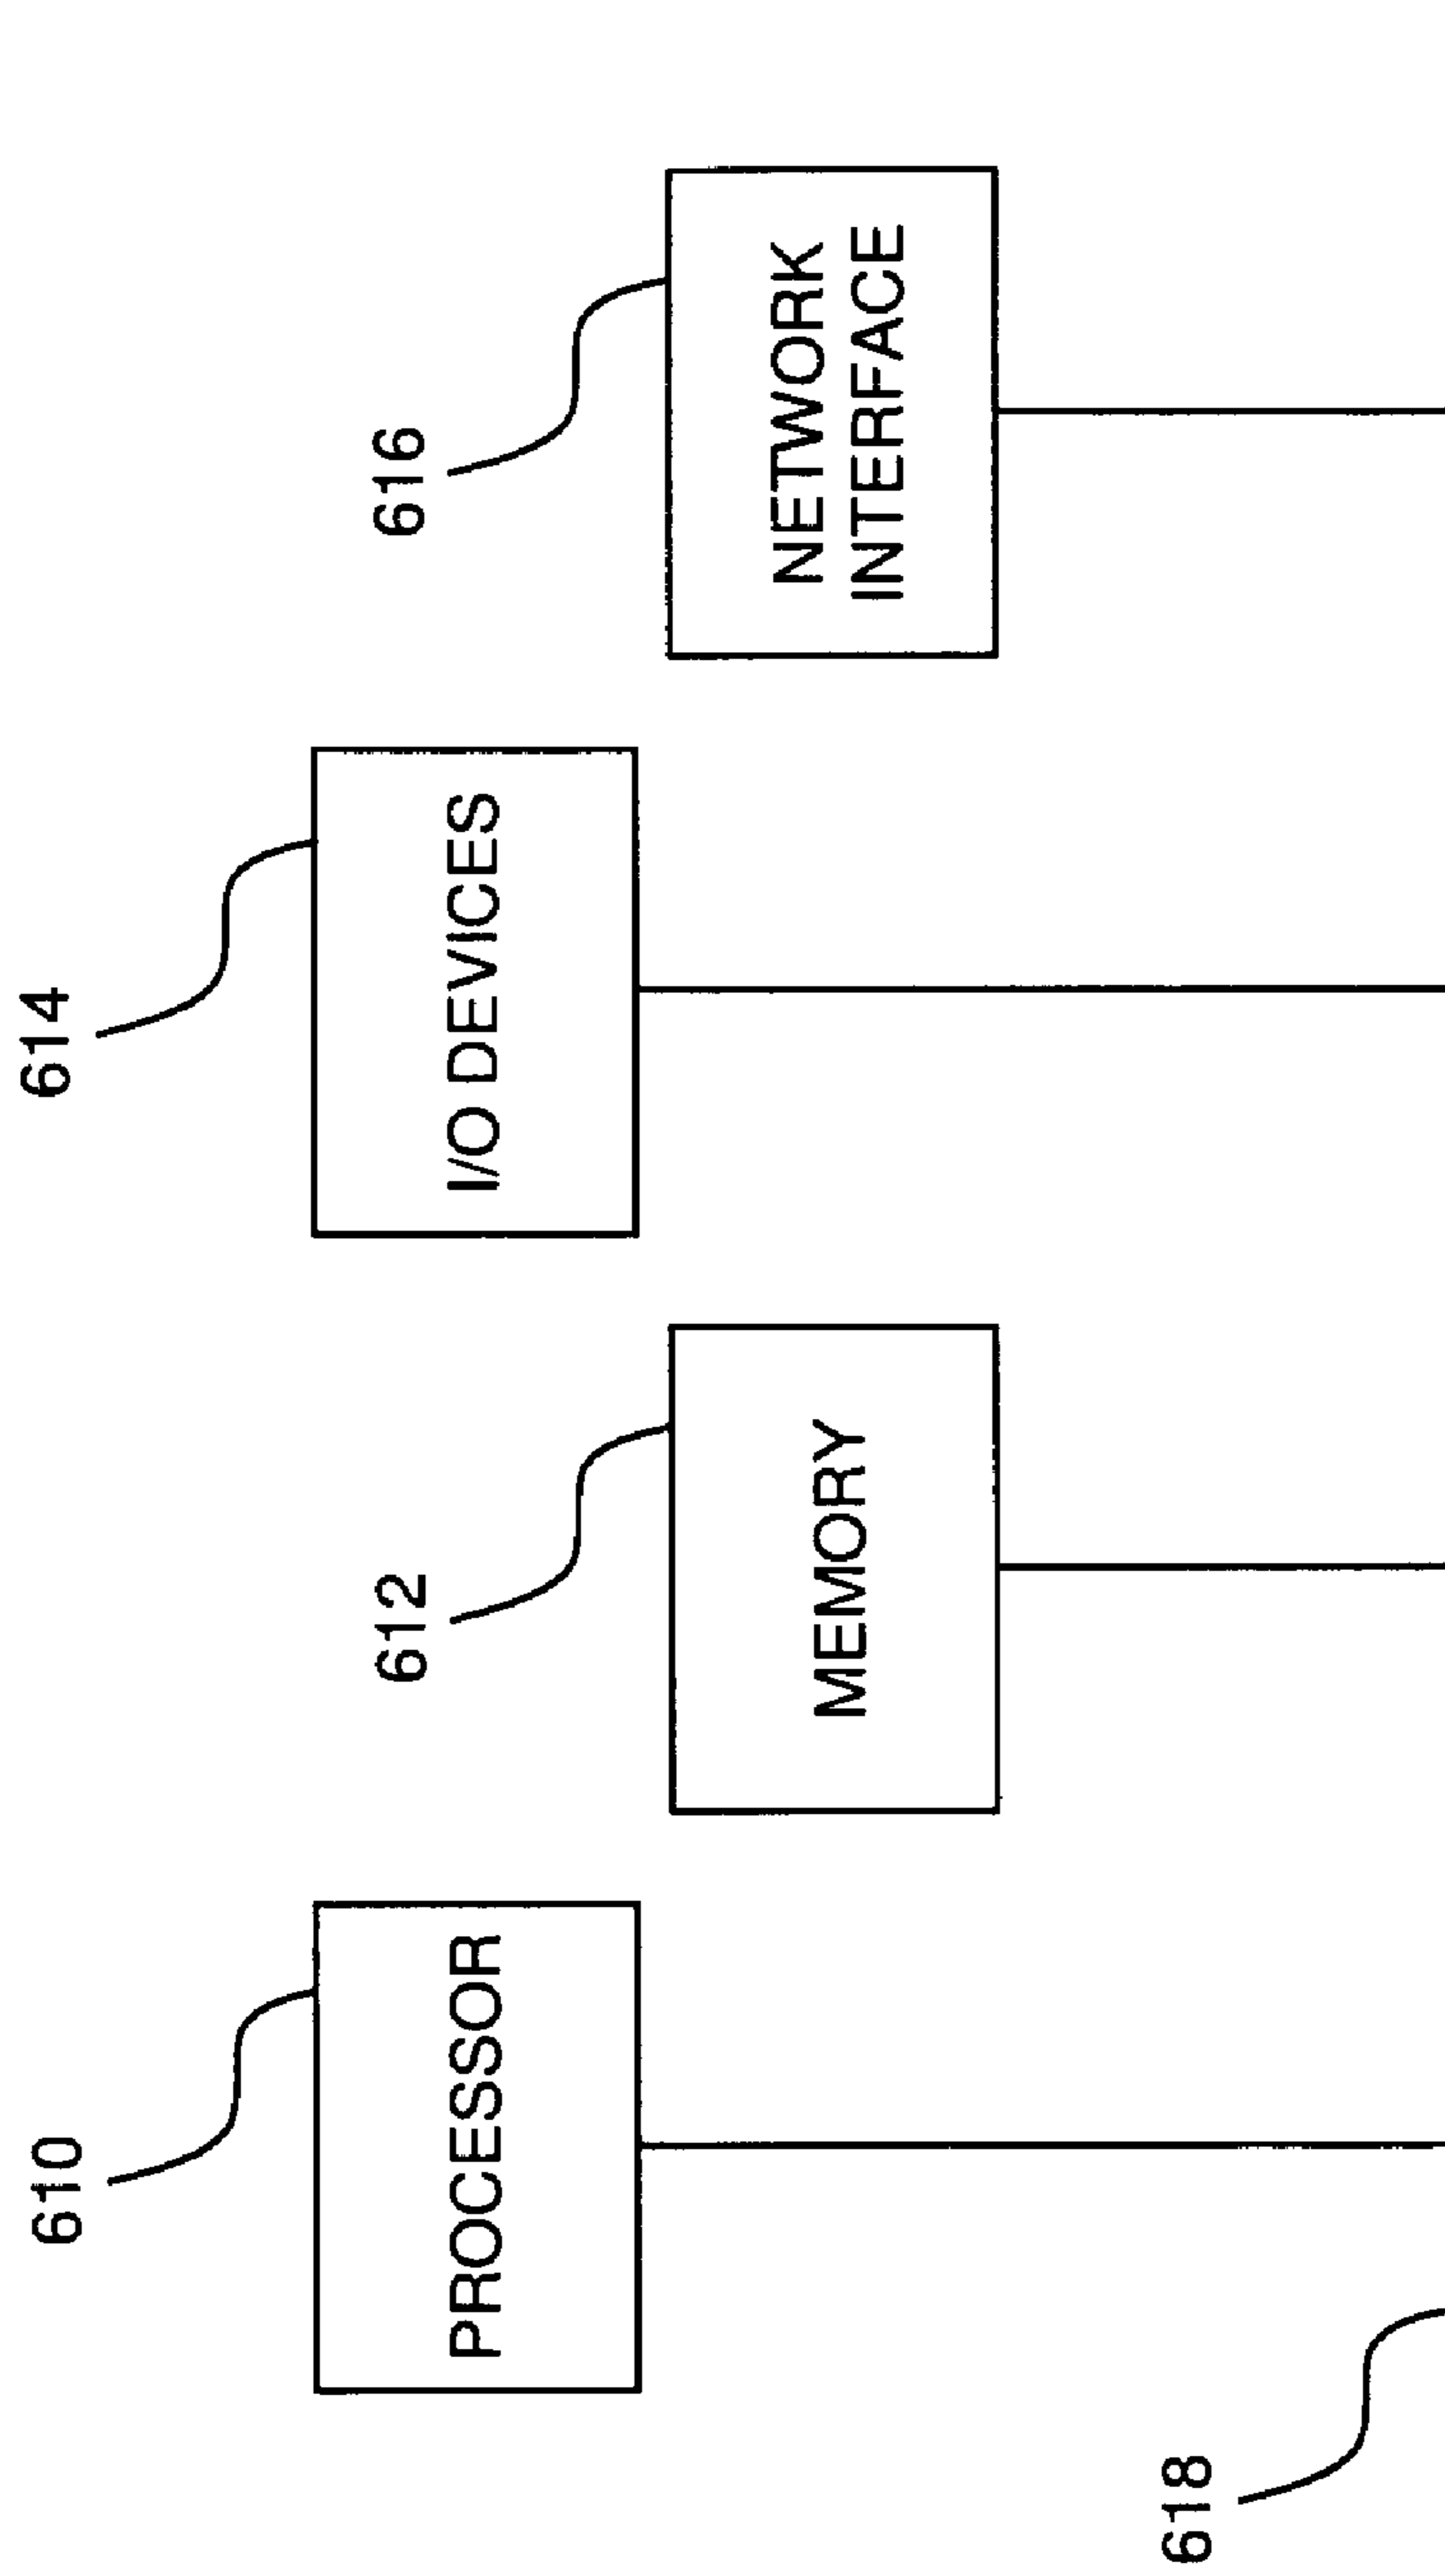 610
PROCESSOR
612
MEMORY
614
I/O DEVICES
616
NETWORK
INTERFACE
618